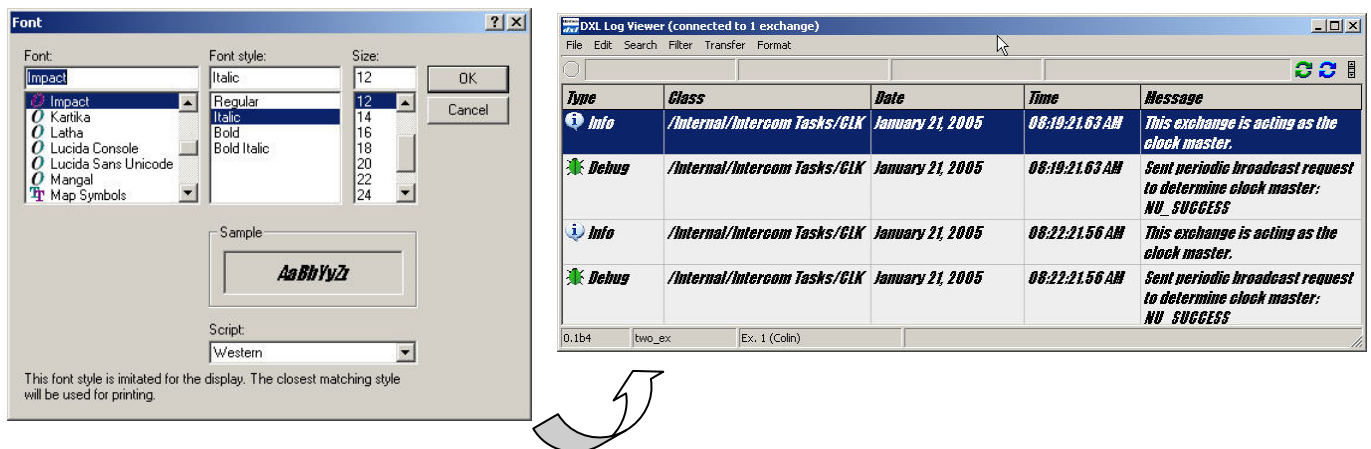 Font
Font:
Font style:
Size:
Impact
Italic
12
OK
Cancel
Impact
Kartika
Latha
Lucida Console
Lucida Sans Unicode
Mangal
Map Symbols
Regular
Italic
Bold
Bold Italic
12
14
16
18
20
22
24
Sample
AaBbYyZz
Script:
Western
This font style is imitated for the display. The closest matching style
will be used for printing.
DXL Log Viewer (connected to 1 exchange)
File Edit Search Filter Transfer Format
Type Class Date Time Message
Info /Internal/Intercom Tasks/CLK January 21, 2005 08:19:21.63 AM This exchange is acting as the
clock master.
Debug /Internal/Intercom Tasks/CLK January 21, 2005 08:19:21.63 AM Sent periodic broadcast request
to determine clock master:
NU_SUCCESS
Info /Internal/Intercom Tasks/CLK January 21, 2005 08:22:21.56 AM This exchange is acting as the
clock master.
Debug /Internal/Intercom Tasks/CLK January 21, 2005 08:22:21.56 AM Sent periodic broadcast request
to determine clock master:
NU_SUCCESS
0.1b4 two_ex Ex. 1 (Colin)